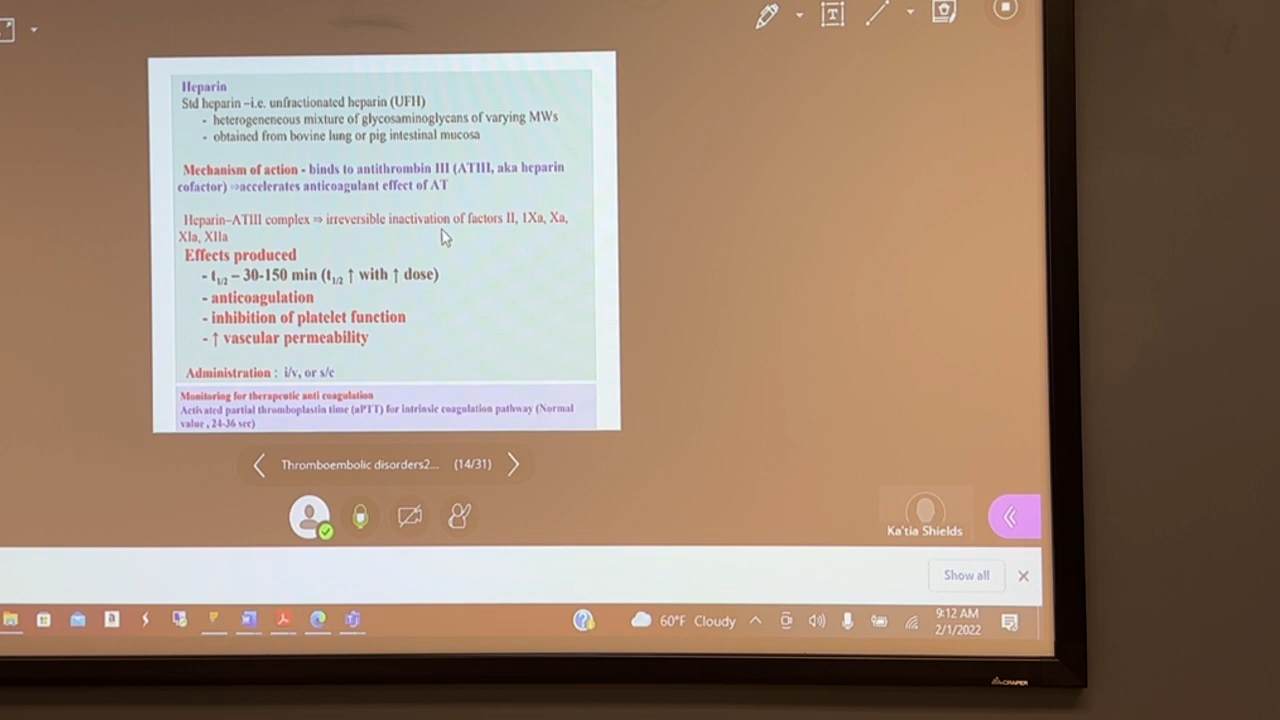 Heparin
Std heparin –i.e. unfractionated heparin (UFH)
- heterogeneneous mixture of glycosaminoglycans of varying MWs
- obtained from bovine lung or pig intestinal mucosa
Mechanism of action - binds to antithrombin III (ATIII, aka heparin
cofactor) ⇒accelerates anticoagulant effect of AT
Heparin–ATIII complex ⇒ irreversible inactivation of factors II, IXa, Xa,
XIa, XIIa
Effects produced
- t1/2 – 30-150 min (t1/2 ↑ with ↑ dose)
- anticoagulation
- inhibition of platelet function
- ↑ vascular permeability
Administration : i/v, or s/c
Monitoring for therapeutic anti coagulation
Activated partial thromboplastin time (aPTT) for intrinsic coagulation pathway (Normal
value , 24-36 sec)
Thromboembolic disorders2... (14/31)
Ka'tia Shields
Show all
60°F Cloudy
9:12 AM
2/1/2022
DRAPER